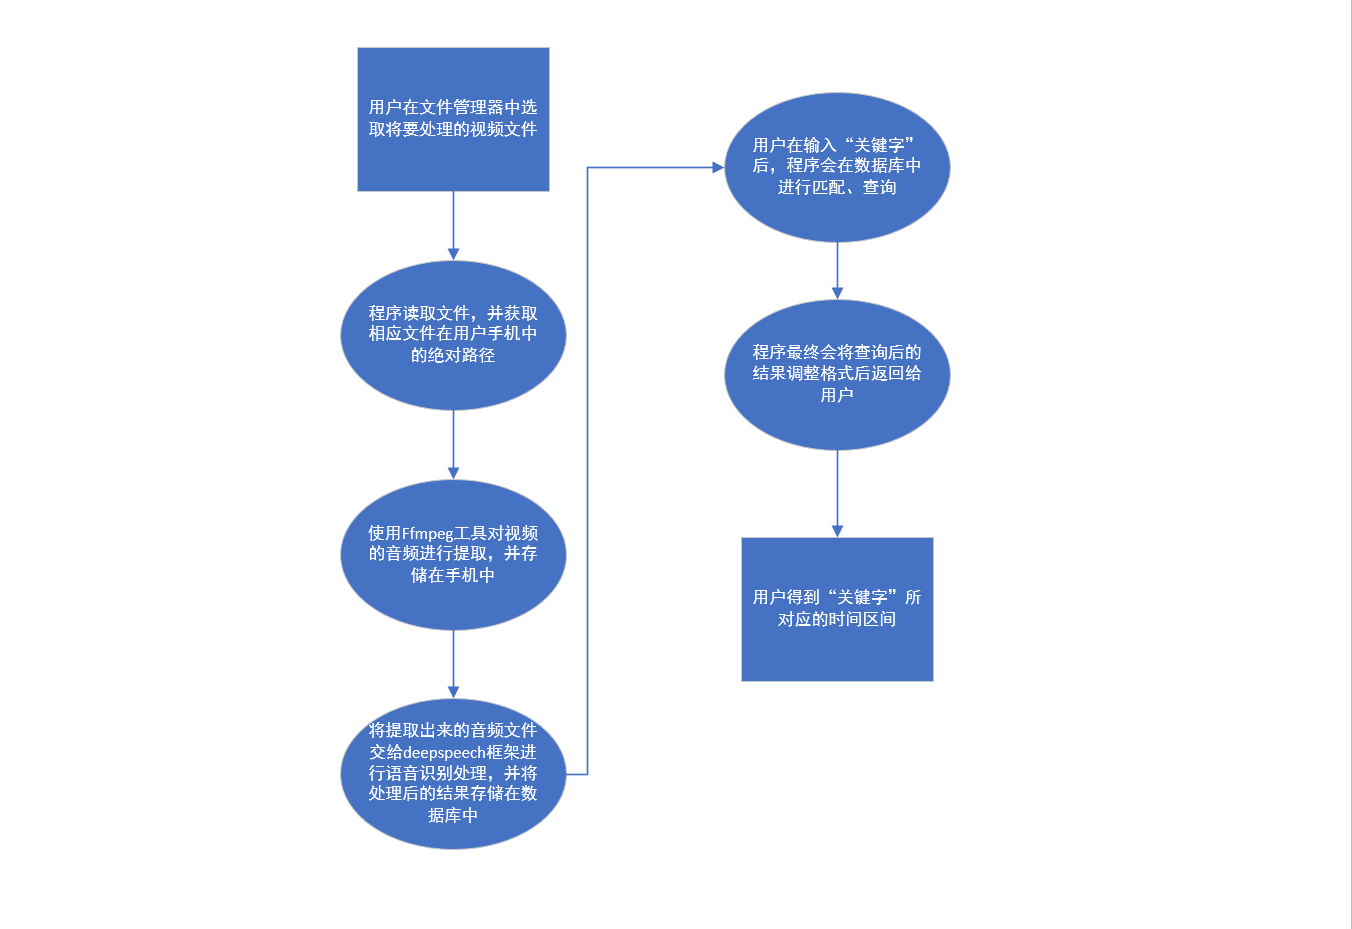 用户在文件管理器中选
取将要处理的视频文件
程序读取文件，并获取
相应文件在用户手机中
的绝对路径
使用Ffmpeg工具对视频
的音频进行提取，并存
储在手机中
将提取出来的音频文件
交给deepspeech框架进
行语音识别处理，并将
处理后的结果存储在数
据库中
用户在输入“关键字”
后，程序会在数据库中
进行匹配、查询
程序最终会将查询后的
结果调整格式后返回给
用户
用户得到“关键字”所
对应的时间区间